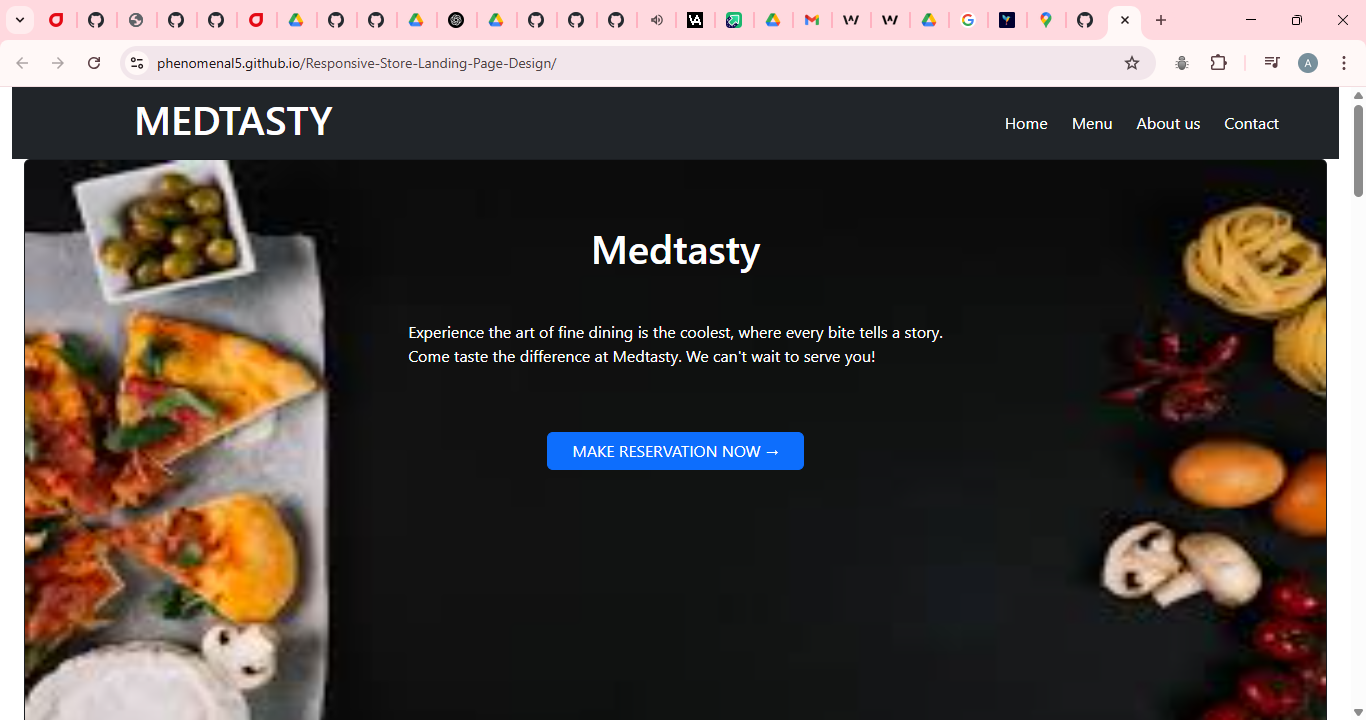 phenomenal5.github.io/Responsive-Store-Landing-Page-Design/
A
MEDTASTY
Home Menu About us Contact
Medtasty
Experience the art of fine dining is the coolest, where every bite tells a story.
Come taste the difference at Medtasty. We can't wait to serve you!
MAKE RESERVATION NOW →